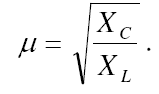 μ = √(X_C / X_L) .